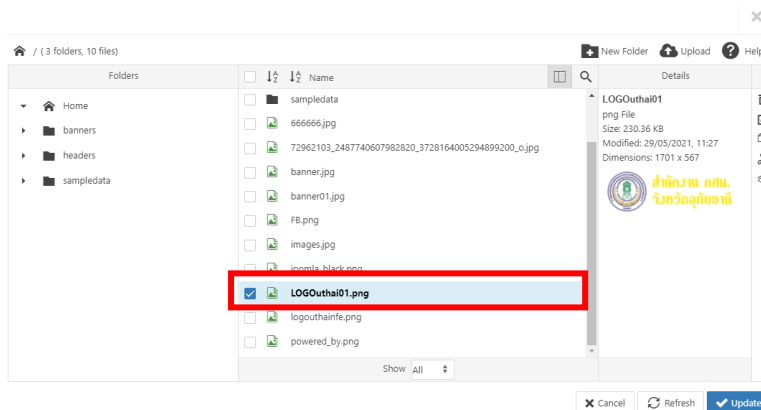 / ( 3 folders, 10 files)
New Folder
Upload
Help
Folders
Name
Details
Home
banners
headers
sampledata
sampledata
666666.jpg
72962103_2487740607982820_3728164005294899200_o.jpg
banner.jpg
banner01.jpg
FB.png
images.jpg
joomla_black.png
LOGOuthai01.png
logouthainfe.png
powered_by.png
LOGOuthai01
png File
Size: 230.36 KB
Modified: 29/05/2021, 11:27
Dimensions: 1701 x 567
สำนักงาน กศน.
จังหวัดอุทัยธานี
Show All
Cancel
Refresh
Update